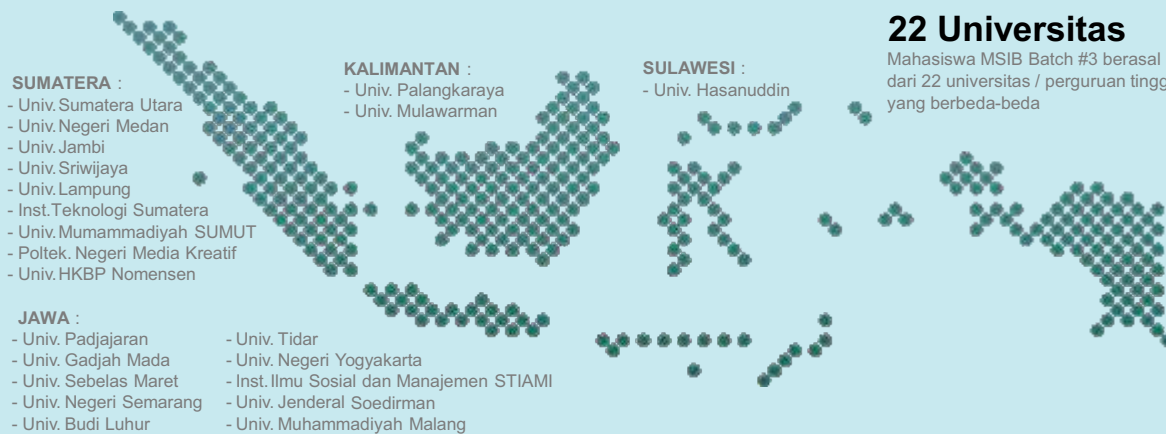 22 Universitas
Mahasiswa MSIB Batch #3 berasal
dari 22 universitas / perguruan tingg
yang berbeda-beda
SUMATERA :
- Univ. Sumatera Utara
- Univ. Negeri Medan
- Univ. Jambi
- Univ. Sriwijaya
- Univ. Lampung
- Inst. Teknologi Sumatera
- Univ. Mumammadiyah SUMUT
- Poltek. Negeri Media Kreatif
- Univ. HKBP Nomensen
KALIMANTAN :
- Univ. Palangkaraya
- Univ. Mulawarman
SULAWESI :
- Univ. Hasanuddin
JAWA :
- Univ. Padjajaran
- Univ. Gadjah Mada
- Univ. Sebelas Maret
- Univ. Negeri Semarang
- Univ. Budi Luhur
- Univ. Tidar
- Univ. Negeri Yogyakarta
- Inst. Ilmu Sosial dan Manajemen STIAMI
- Univ. Jenderal Soedirman
- Univ. Muhammadiyah Malang